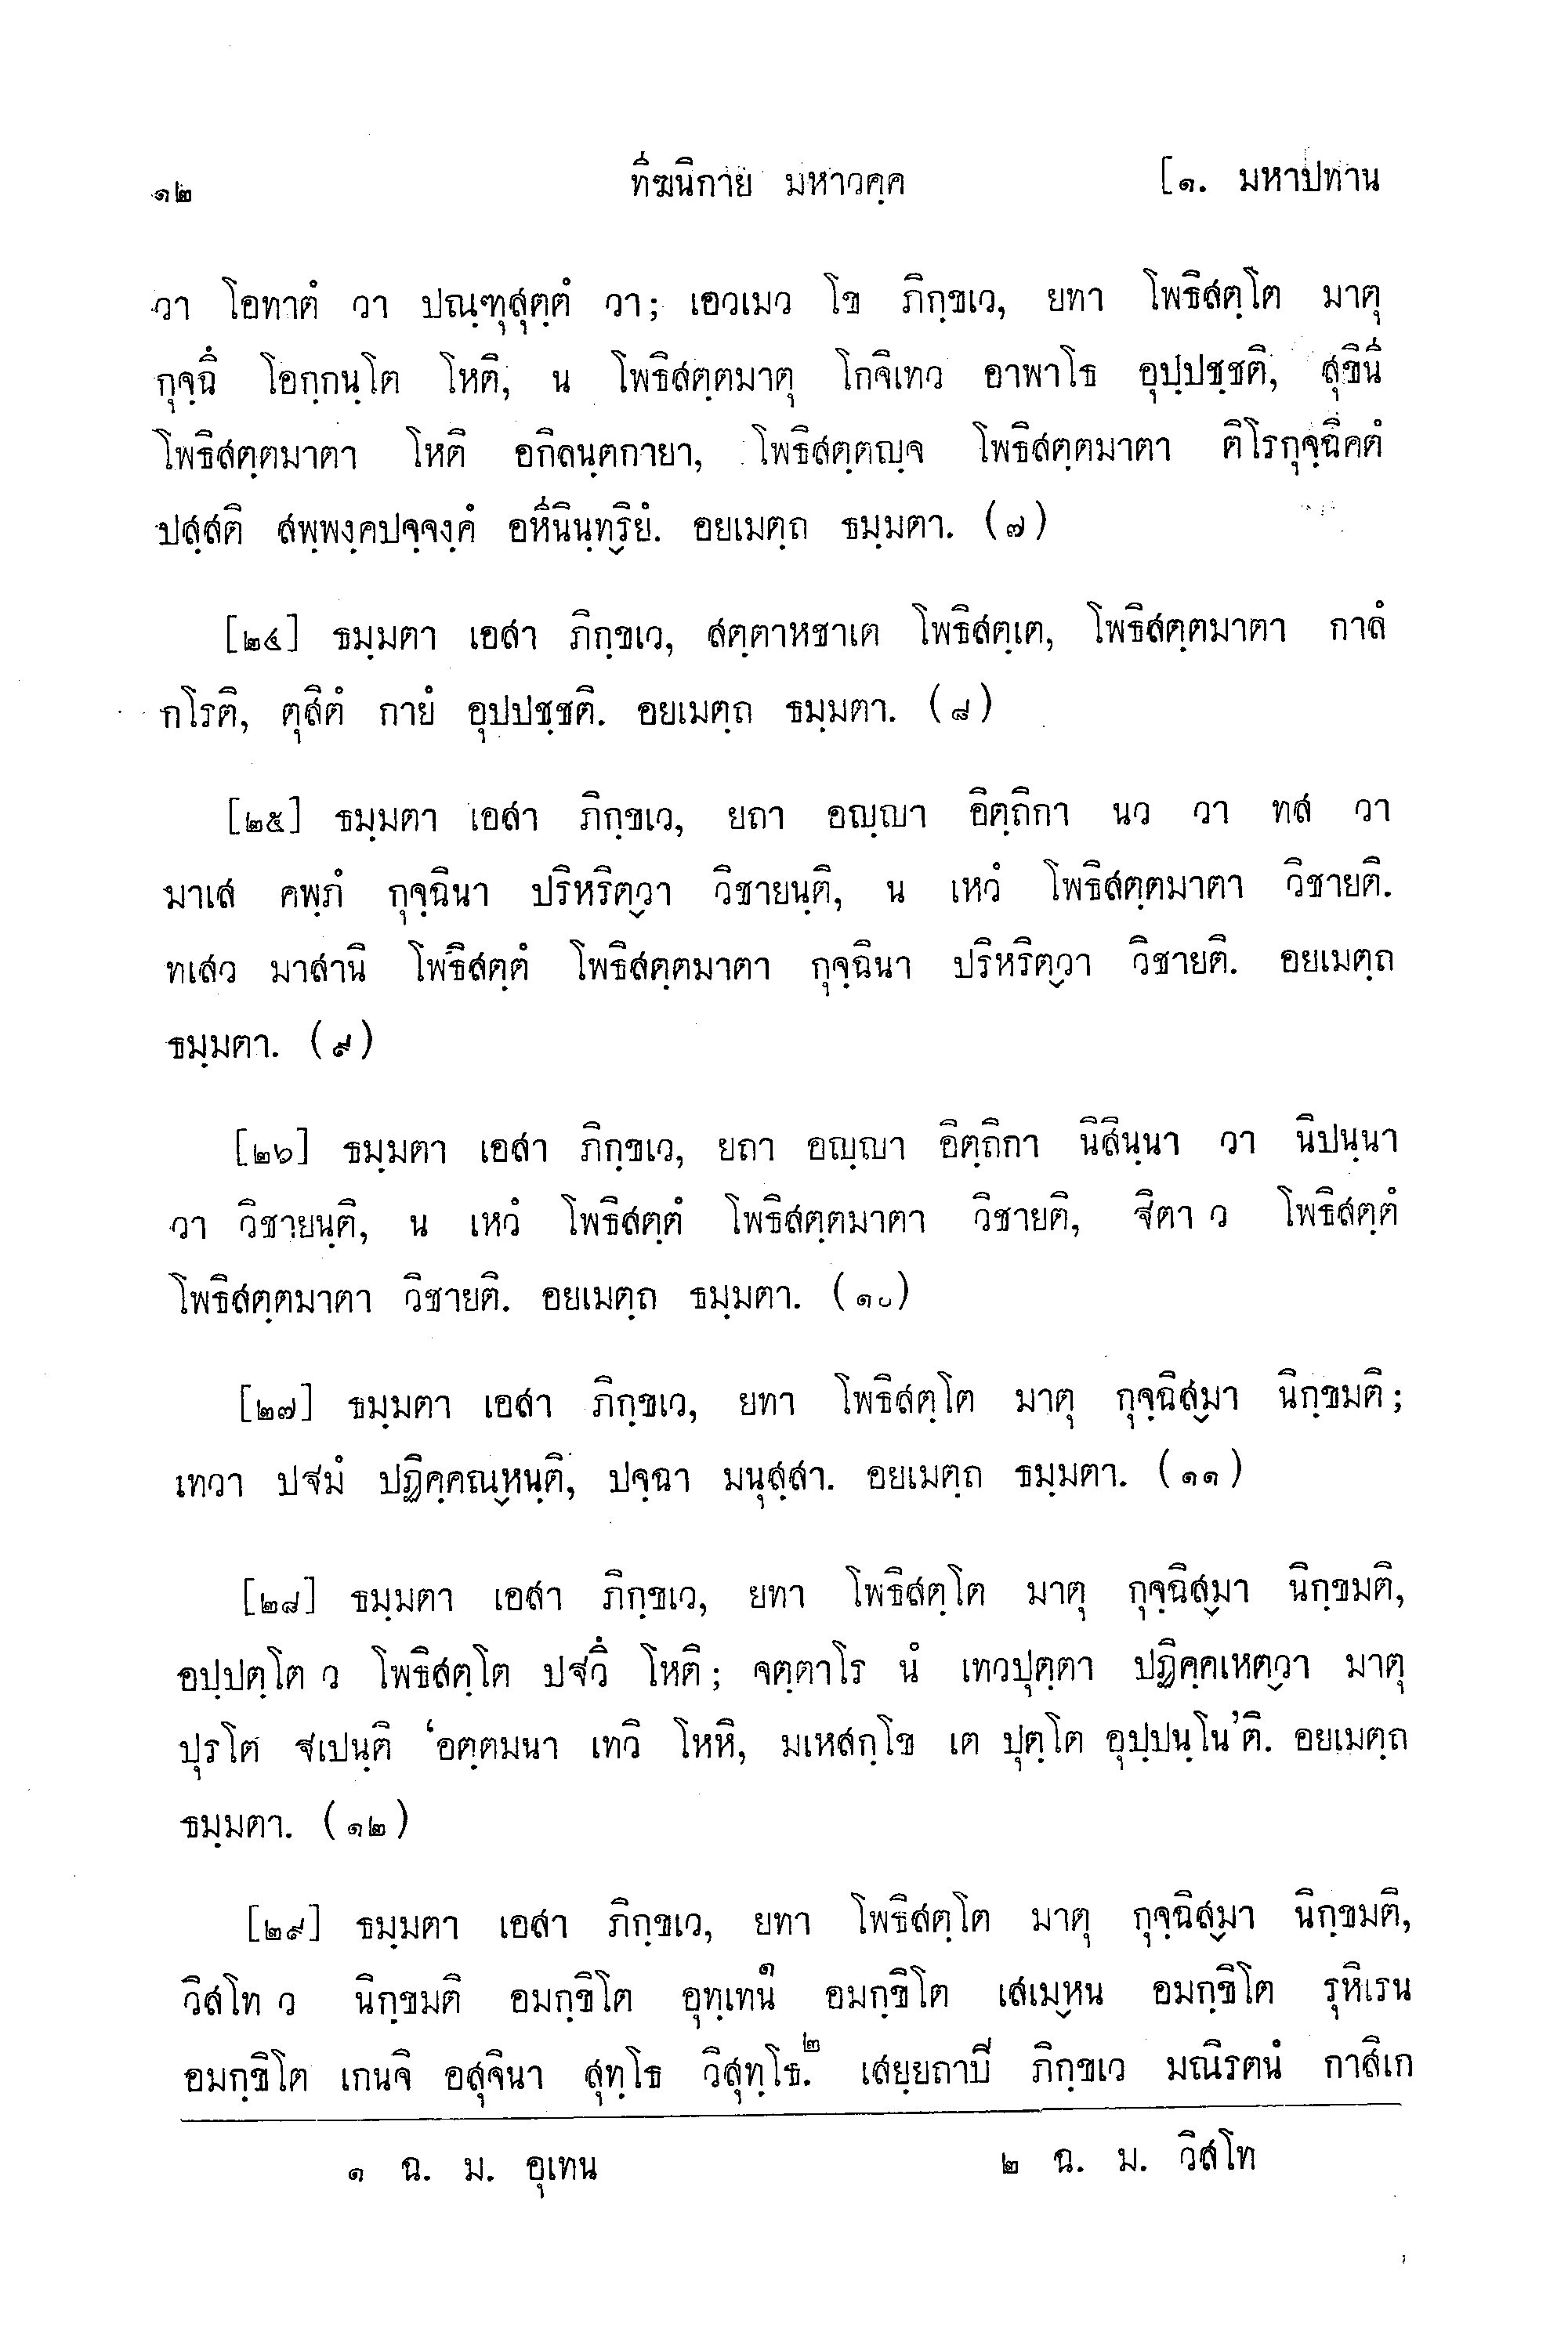 ๑๒ ทีฆนิกาย มหาวคฺค [๑. มหาปทาน
วา โอทาตํ วา ปณฺฑุสุตฺตํ วา; เอวเมว โข ภิกฺขเว, ยทา โพธิสตฺโต มาตุ
กุจฺฉึ โอกฺกนฺโต โหติ, น โพธิสตฺตมาตุ โกจิเทว อาพาโธ อุปฺปชฺชติ, สุขินี
โพธิสตฺตมาตา โหติ อกิลนฺตกายา, โพธิสตฺตญฺจ โพธิสตฺตมาตา ติโรกุจฺฉิคตํ
ปสฺสติ สพฺพงฺคปจฺจงฺคํ อหีนินฺทฺริยํ. อยเมตฺถ ธมฺมตา. (๗)
[๒๔] ธมฺมตา เอสา ภิกฺขเว, สตฺตาหชาเต โพธิสตฺเต, โพธิสตฺตมาตา กาลํ
กโรติ, ตุสิตํ กายํ อุปปชฺชติ. อยเมตฺถ ธมฺมตา. (๘)
[๒๕] ธมฺมตา เอสา ภิกฺขเว, ยถา อญฺญา อิตฺถิกา นว วา ทส วา
มาเส คพฺภํ กุจฺฉินา ปริหริตฺวา วิชายนฺติ, น เหวํ โพธิสตฺตมาตา วิชายติ.
ทเสว มาสานิ โพธิสตฺตํ โพธิสตฺตมาตา กุจฺฉินา ปริหริตฺวา วิชายติ. อยเมตฺถ
ธมฺมตา. (๙)
[๒๖] ธมฺมตา เอสา ภิกฺขเว, ยถา อญฺญา อิตฺถิกา นิสินฺนา วา นิปนฺนา
วา วิชายนฺติ, น เหวํ โพธิสตฺตํ โพธิสตฺตมาตา วิชายติ, ฐิตา ว โพธิสตฺตํ
โพธิสตฺตมาตา วิชายติ. อยเมตฺถ ธมฺมตา. (๑๐)
[๒๗] ธมฺมตา เอสา ภิกฺขเว, ยทา โพธิสตฺโต มาตุ กุจฺฉิสฺมา นิกฺขมติ;
เทวา ปฐมํ ปฏิคฺคณฺหนฺติ, ปจฺฉา มนุสฺสา. อยเมตฺถ ธมฺมตา. (๑๑)
[๒๘] ธมฺมตา เอสา ภิกฺขเว, ยทา โพธิสตฺโต มาตุ กุจฺฉิสฺมา นิกฺขมติ,
อปฺปตฺโต ว โพธิสตฺโต ปฐวึ โหติ; จตฺตาโร นํ เทวปุตฺตา ปฏิคฺคเหตฺวา มาตุ
ปุรโต ฐเปนฺติ ‘อตฺตมนา เทวิ โหหิ, มเหสกฺโข เต ปุตฺโต อุปฺปนฺโน’ติ. อยเมตฺถ
ธมฺมตา. (๑๒)
[๒๙] ธมฺมตา เอสา ภิกฺขเว, ยทา โพธิสตฺโต มาตุ กุจฺฉิสฺมา นิกฺขมติ,
วิสโท ว นิกฺขมติ อมกฺขิโต อุทฺเทน๑ อมกฺขิโต เสเมฺหน อมกฺขิโต รุหิเรน
อมกฺขิโต เกนจิ อสุจินา สุทฺโธ วิสุทฺโธ.๒ เสยฺยถาปิ ภิกฺขเว มณิรตนํ กาสิเก
๑ ฉ. ม. อุเทน ๒ ฉ. ม. วิสโท